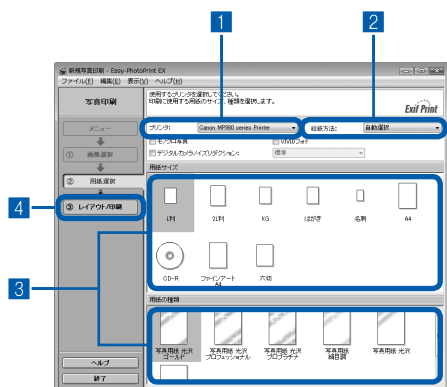 1
2
新規写真印刷 - Easy-PhotoPrint EX
ファイル(F) 編集(E) 表示(V) ヘルプ(H)
写真印刷
使用するプリンタを選択してください。
印刷に使用する用紙のサイズ、種類を選択します。
Exif Print
メニュー
プリンタ: Canon MP980 series Printer
給紙方法: 自動選択
モノクロ写真
VIVIDフォト
① 画像選択
デジタルカメラノイズリダクション: 標準
用紙サイズ
② 用紙選択
4
③ レイアウト/印刷
L判 2L判 KG はがき 名刺 A4
3
CD-R ファインアート A4 六切
用紙の種類
写真用紙 光沢 ゴールド
写真用紙 光沢 プロフェッショナル
写真用紙 光沢 プロプラチナ
写真用紙 絹目調
写真用紙 光沢
ヘルプ
終了